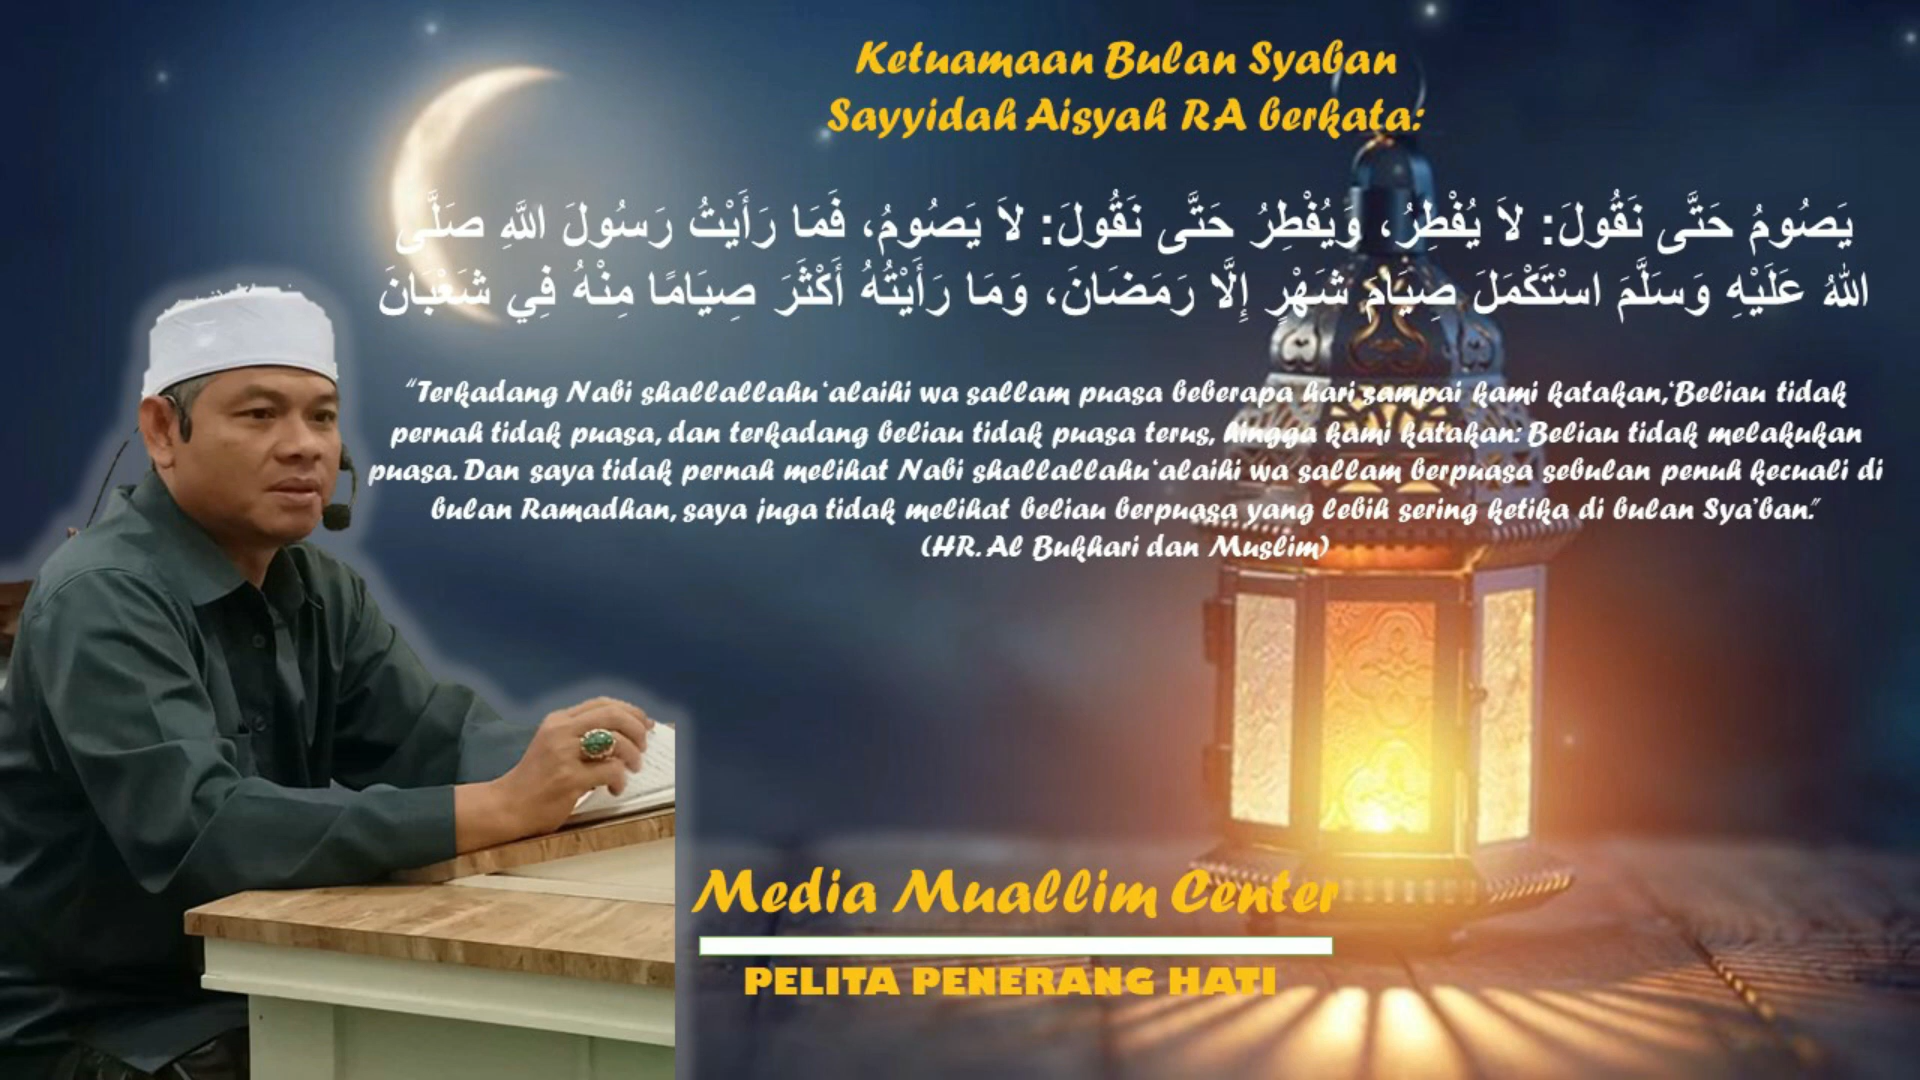 Ketuamaan Bulan Syaban
Sayyidah Aisyah RA berkata:
يَصُومُ حَتَّى نَقُولَ: لاَ يُفْطِرُ، وَيُفْطِرُ حَتَّى نَقُولَ: لاَ يَصُومُ، فَمَا رَأَيْتُ رَسُولَ اللَّهِ صَلَّى
اللهُ عَلَيْهِ وَسَلَّمَ اسْتَكْمَلَ صِيَامَ شَهْرٍ إِلَّا رَمَضَانَ، وَمَا رَأَيْتُهُ أَكْثَرَ صِيَامًا مِنْهُ فِي شَعْبَانَ
“Terkadang Nabi shallallahu ‘alaihi wa sallam puasa beberapa hari sampai kami katakan, ‘Beliau tidak
pernah tidak puasa, dan terkadang beliau tidak puasa terus, hingga kami katakan: Beliau tidak melakukan
puasa. Dan saya tidak pernah melihat Nabi shallallahu ‘alaihi wa sallam berpuasa sebulan penuh kecuali di
bulan Ramadhan, saya juga tidak melihat beliau berpuasa yang lebih sering ketika di bulan Sya’ban.”
(HR. Al Bukhari dan Muslim)
Media Muallim Center
PELITA PENERANG HATI